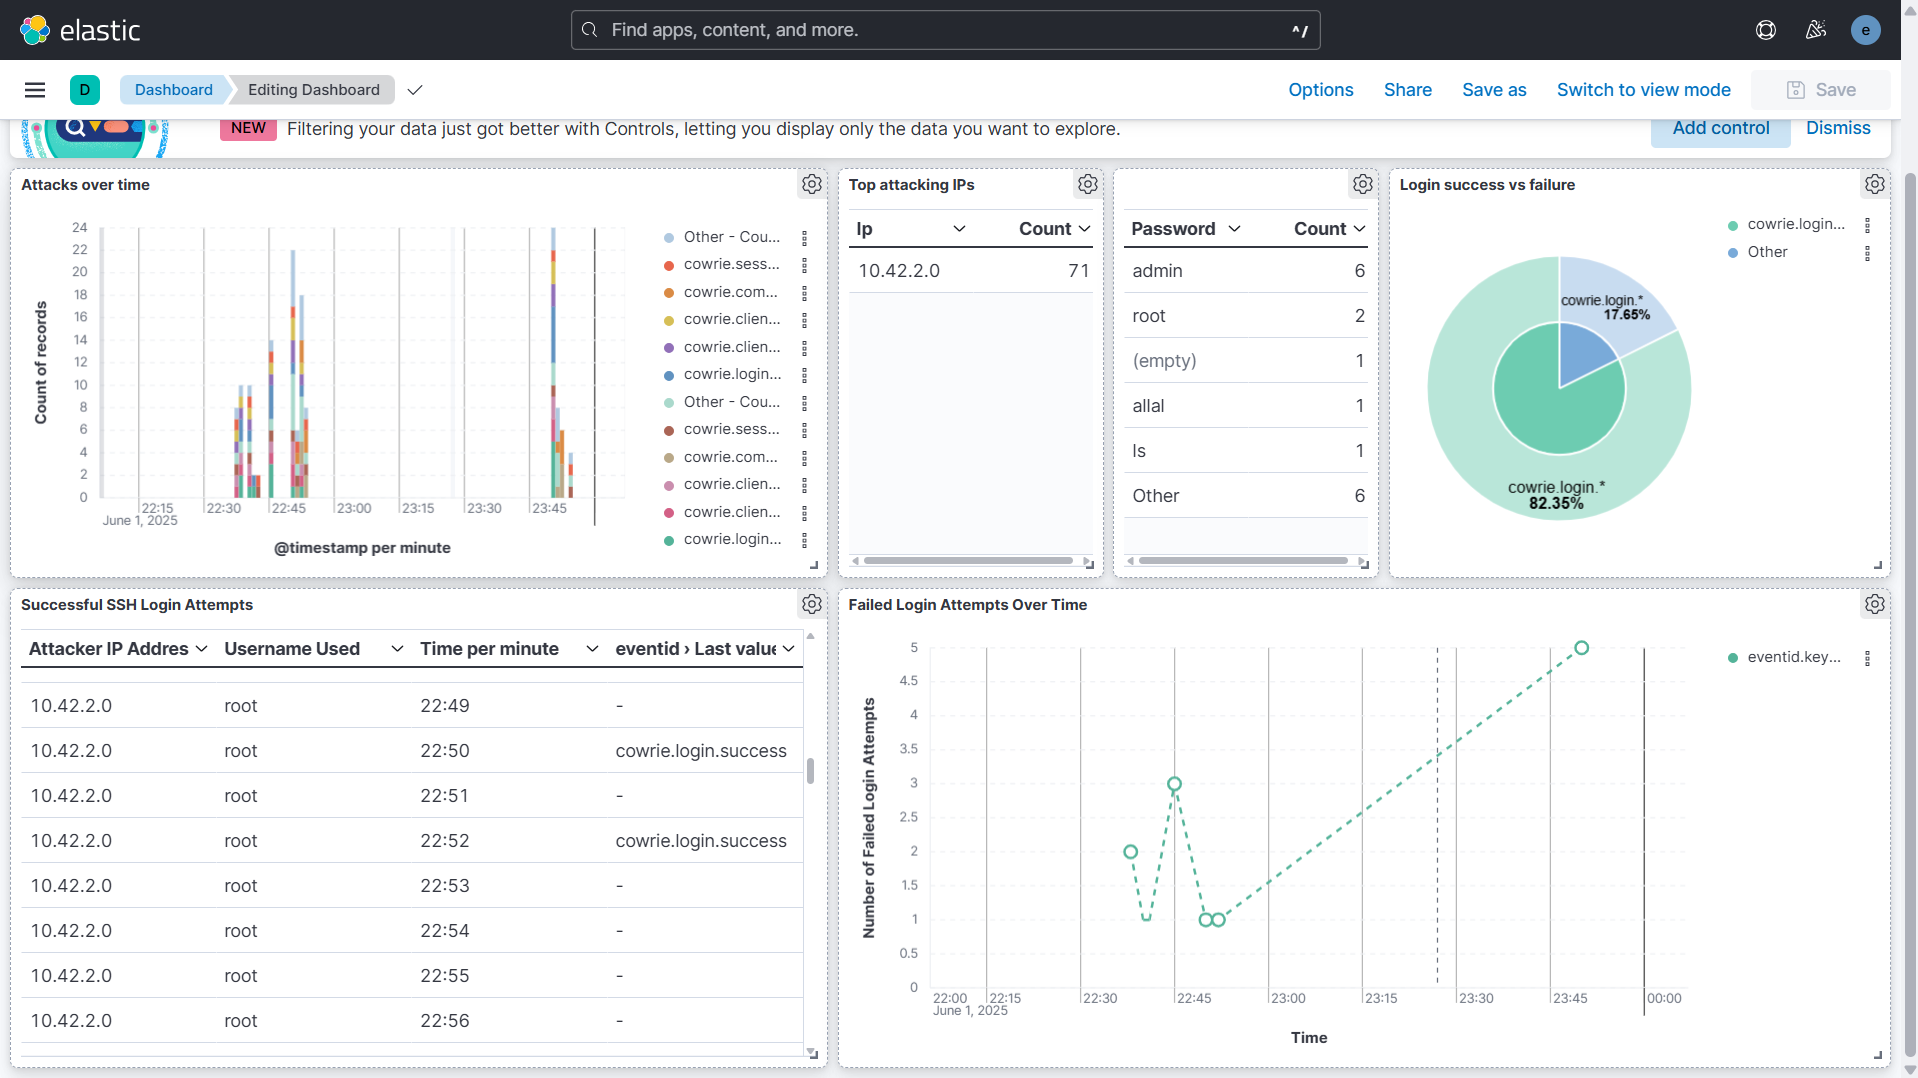 elastic
Find apps, content, and more.
^/
e
D
Dashboard
Editing Dashboard
Options
Share
Save as
Switch to view mode
Save
NEW
Filtering your data just got better with Controls, letting you display only the data you want to explore.
Add control
Dismiss
Attacks over time
Count of records
24
22
20
18
16
14
12
10
8
6
4
2
0
22:15
22:30
22:45
23:00
23:15
23:30
23:45
June 1, 2025
@timestamp per minute
Other - Cou...
cowrie.sess...
cowrie.com...
cowrie.clien...
cowrie.clien...
cowrie.login...
Other - Cou...
cowrie.sess...
cowrie.com...
cowrie.clien...
cowrie.clien...
cowrie.login...
Top attacking IPs
Ip Count
10.42.2.0 71
Password Count
admin 6
root 2
(empty) 1
allal 1
ls 1
Other 6
Login success vs failure
cowrie.login...
Other
cowrie.login.*
17.65%
cowrie.login.*
82.35%
Successful SSH Login Attempts
Attacker IP Addres Username Used Time per minute eventid › Last value
10.42.2.0 root 22:49 -
10.42.2.0 root 22:50 cowrie.login.success
10.42.2.0 root 22:51 -
10.42.2.0 root 22:52 cowrie.login.success
10.42.2.0 root 22:53 -
10.42.2.0 root 22:54 -
10.42.2.0 root 22:55 -
10.42.2.0 root 22:56 -
Failed Login Attempts Over Time
Number of Failed Login Attempts
5
4.5
4
3.5
3
2.5
2
1.5
1
0.5
0
22:00
22:15
22:30
22:45
23:00
23:15
23:30
23:45
00:00
June 1, 2025
Time
eventid.key...